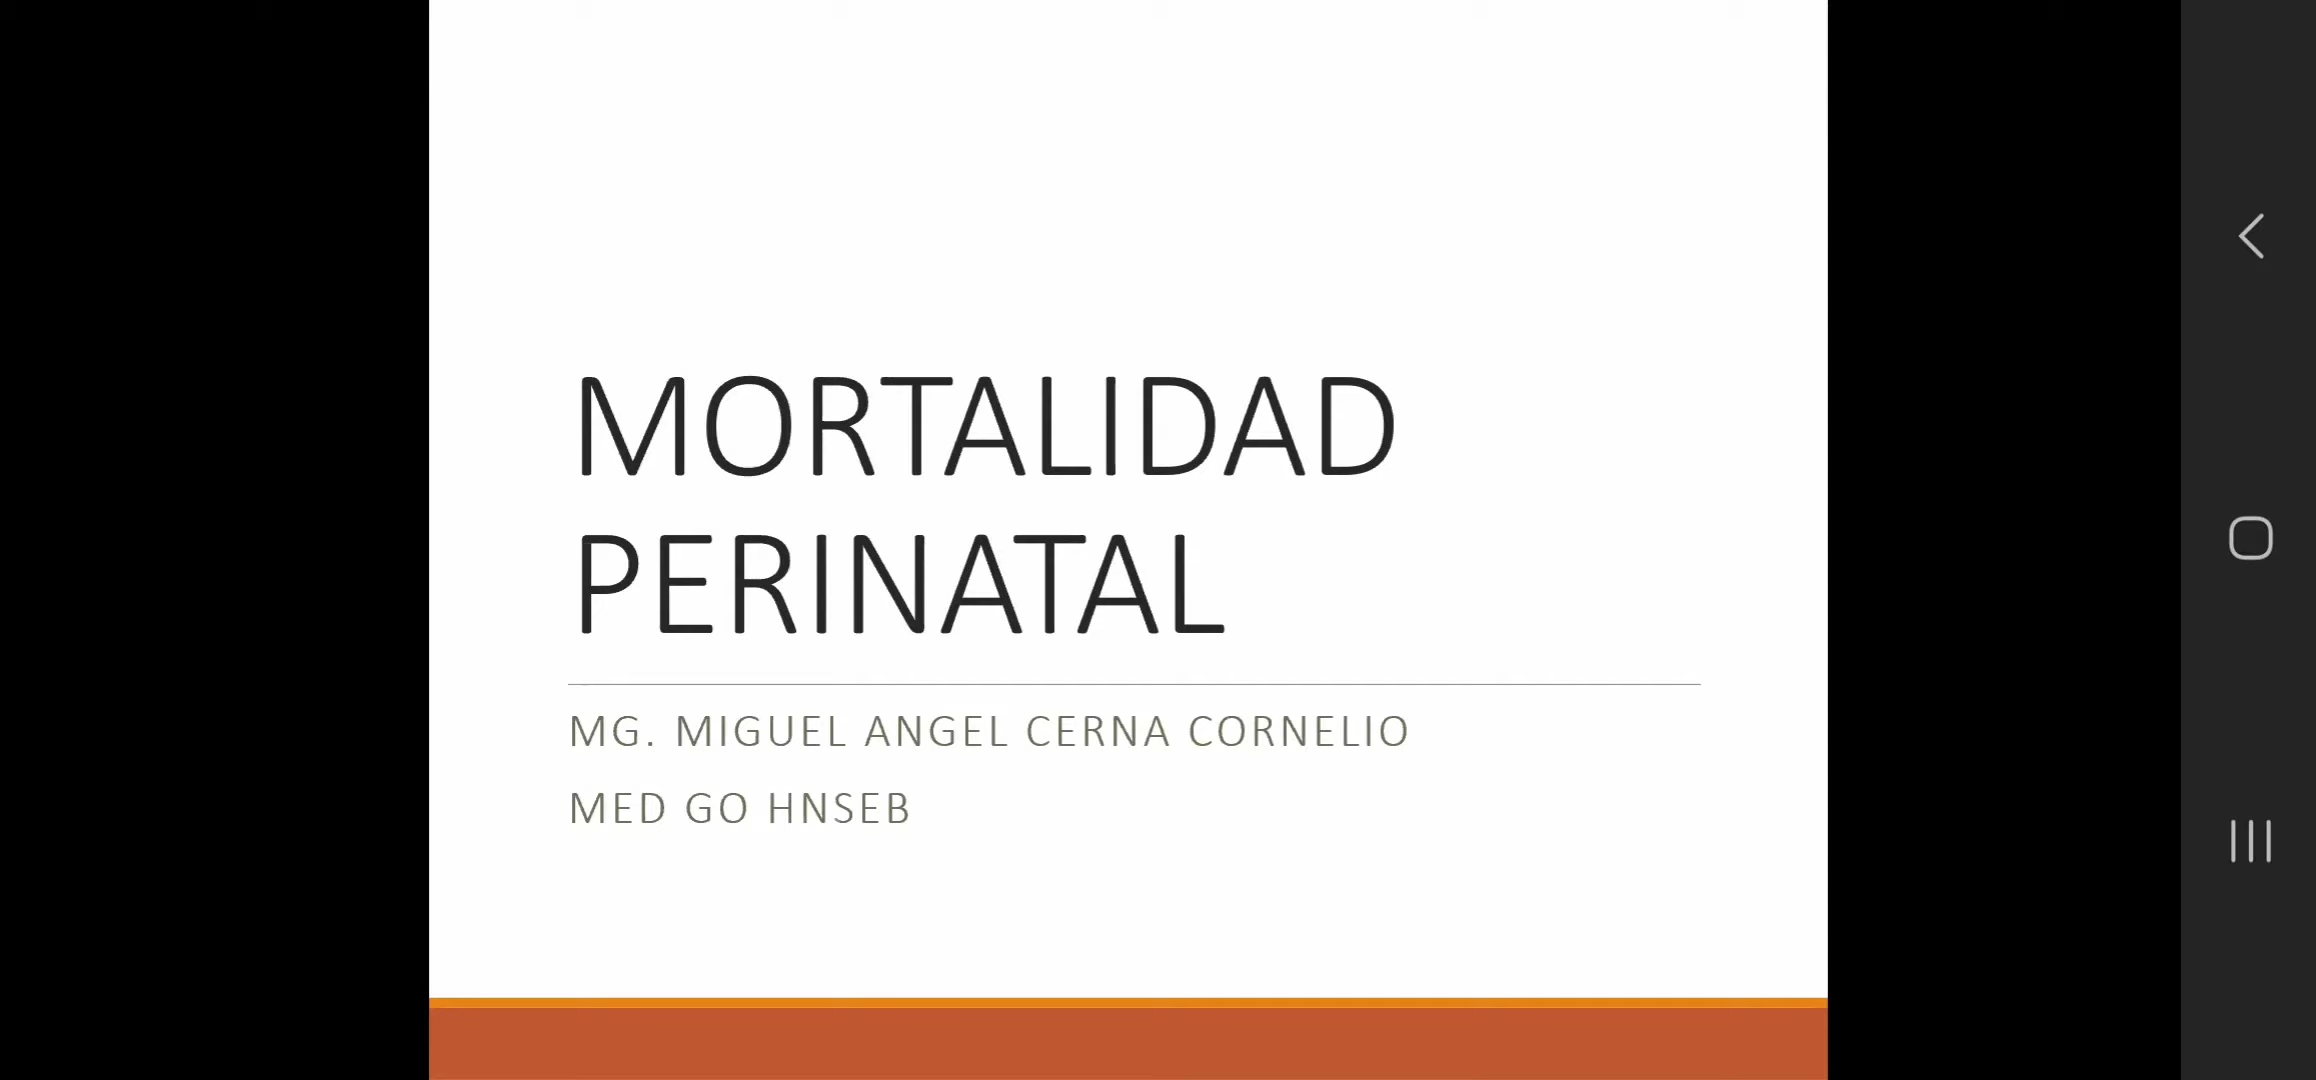 MORTALIDAD
PERINATAL
MG. MIGUEL ANGEL CERNA CORNELIO
MED GO HNSEB